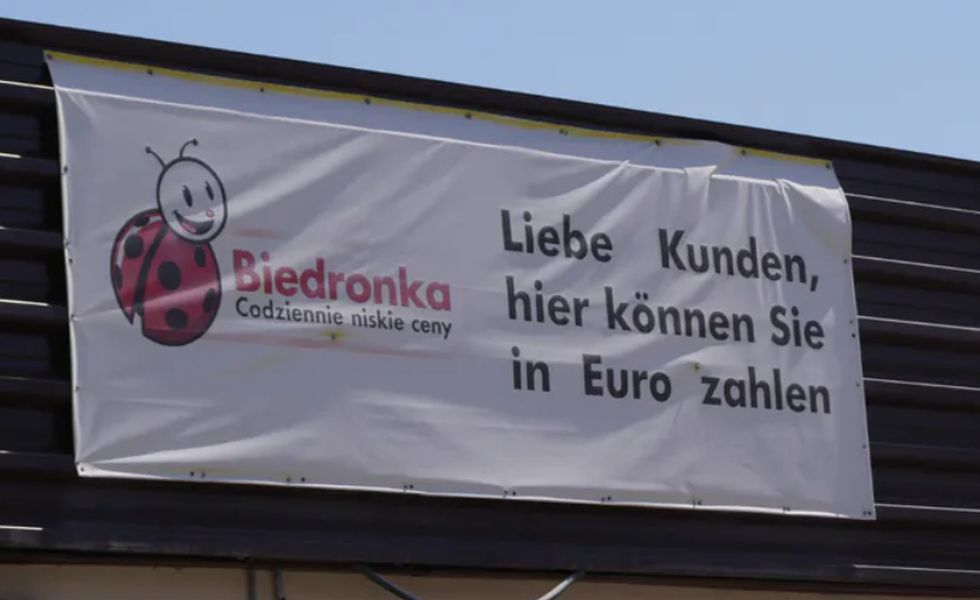 Biedronka
Codziennie niskie ceny
Liebe Kunden,
hier können Sie
in Euro zahlen